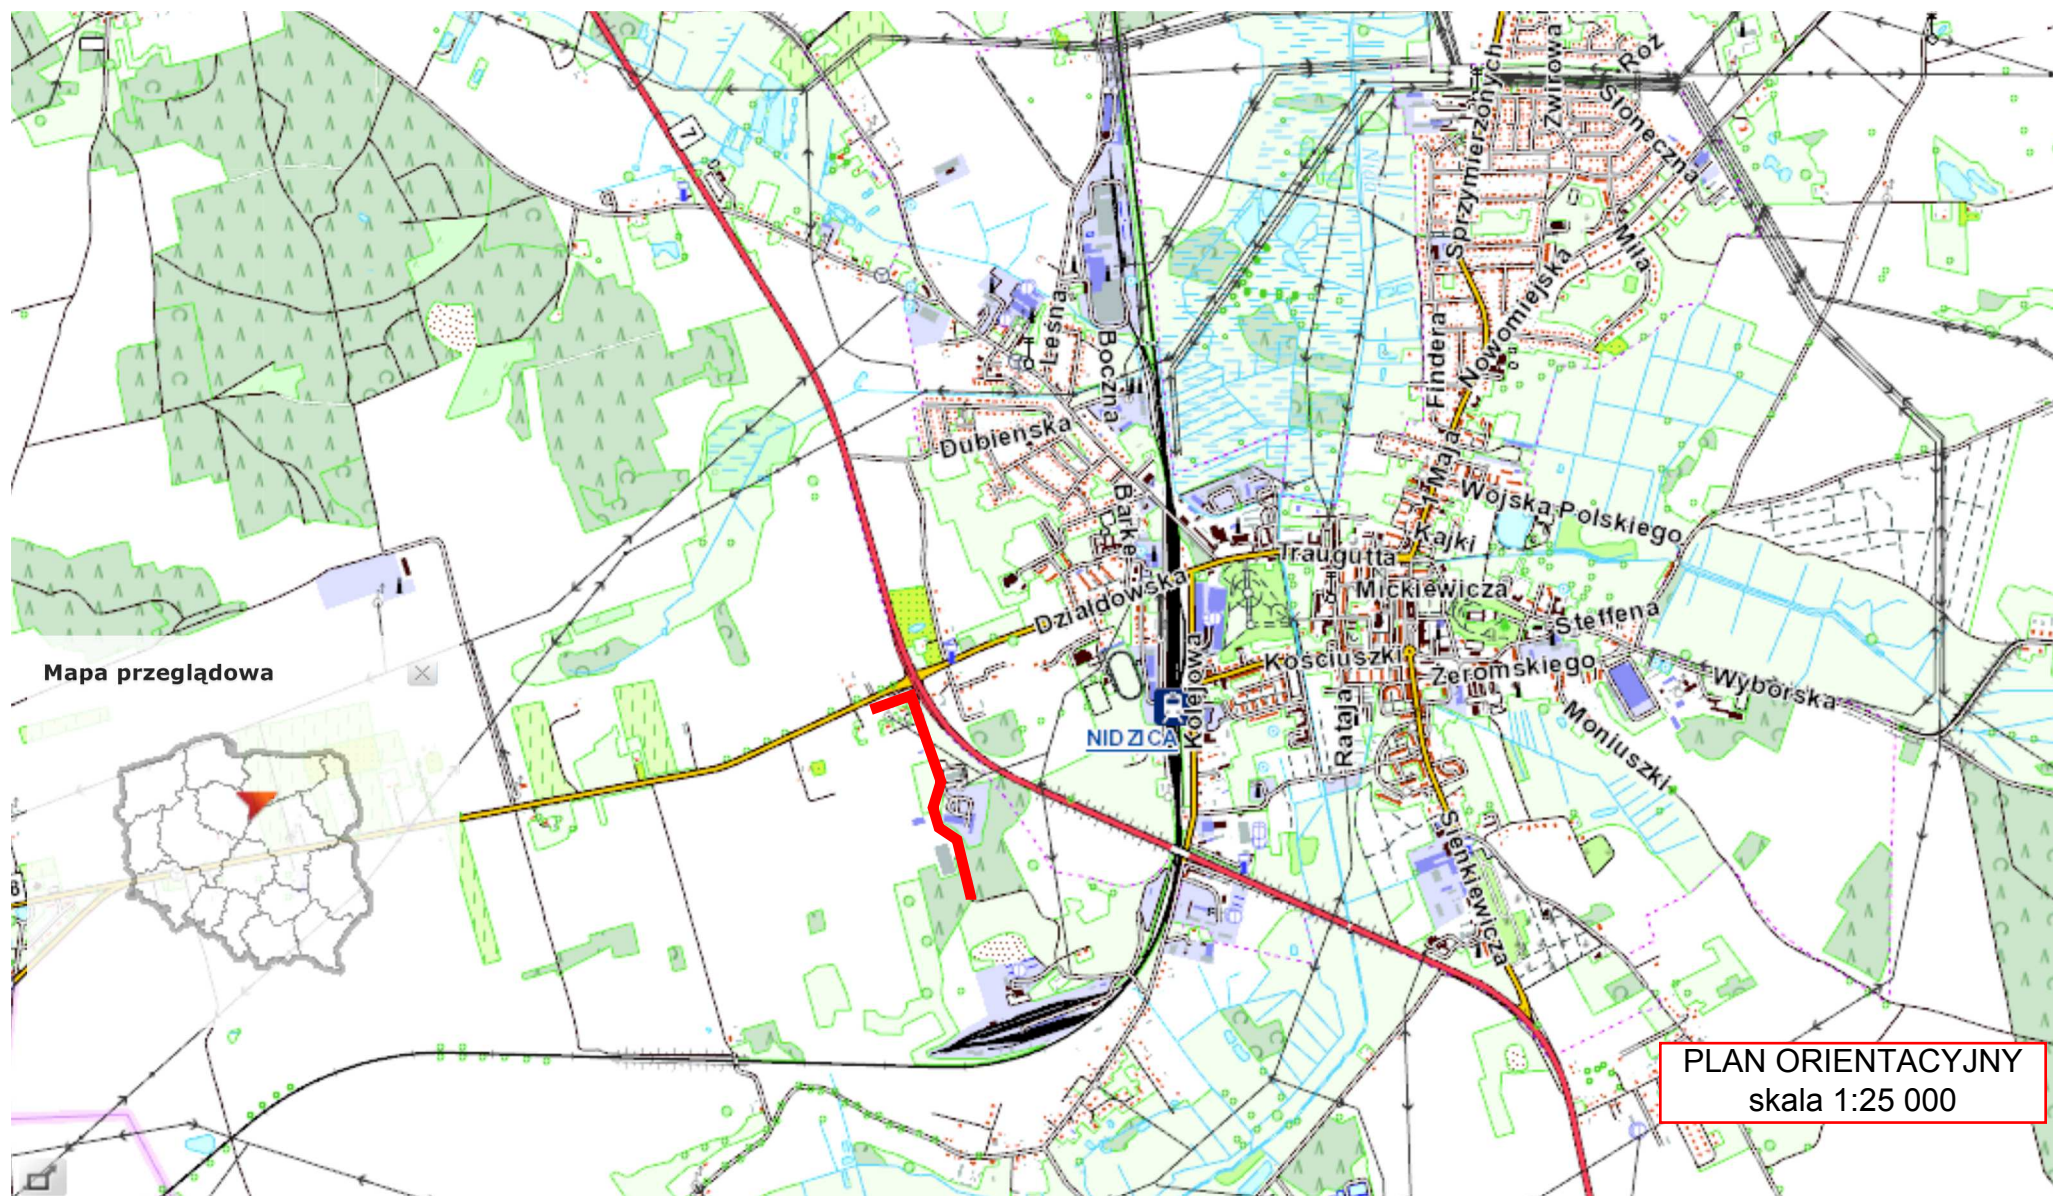 Sprzymierzonych
Żwirowa
Róż
Słoneczna
7
Miła
Nowomiejska
Findera
Leśna
Boczna
Dubieńska
1 Maja
Wojska Polskiego
Barke
Kajki
Traugutta
Mickiewicza
Działdowska
Steffena
Kościuszki
Żeromskiego
Wyborska
Kolejowa
Rataja
Moniuszki
NIDZICA
Sienkiewicza
Mapa przeglądowa
PLAN ORIENTACYJNY
skala 1:25 000